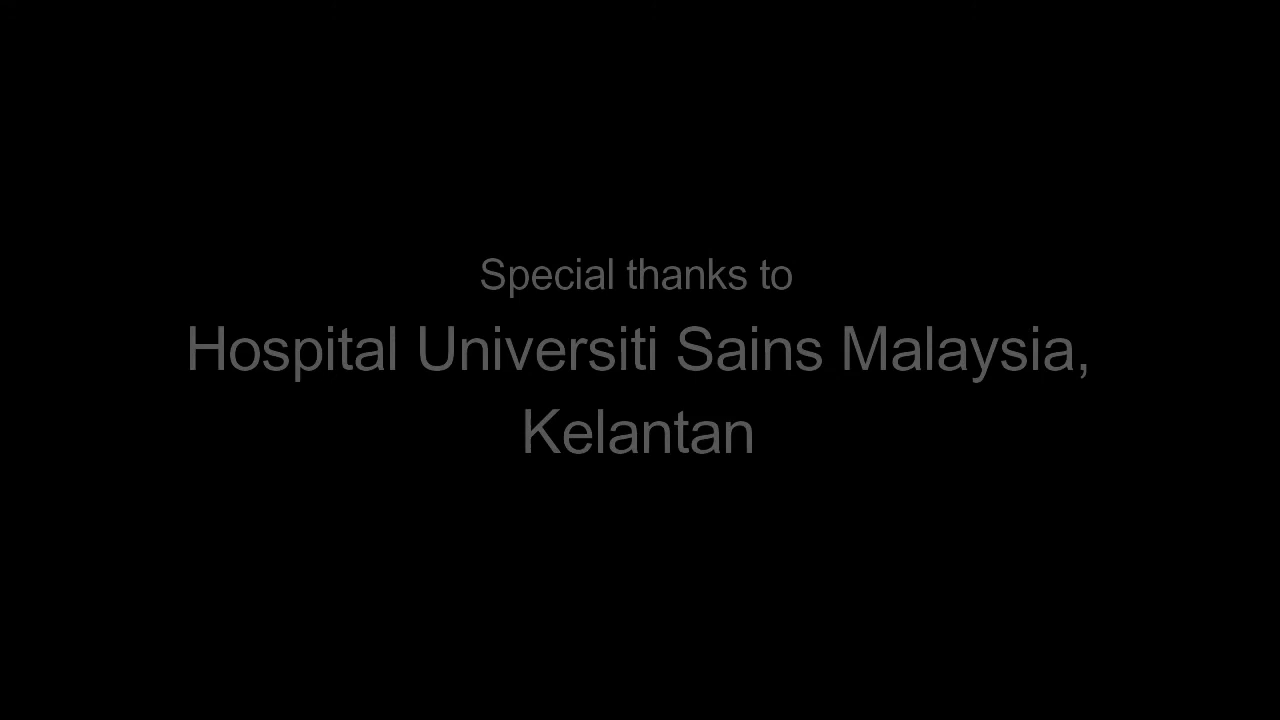 Special thanks to
Hospital Universiti Sains Malaysia,
Kelantan